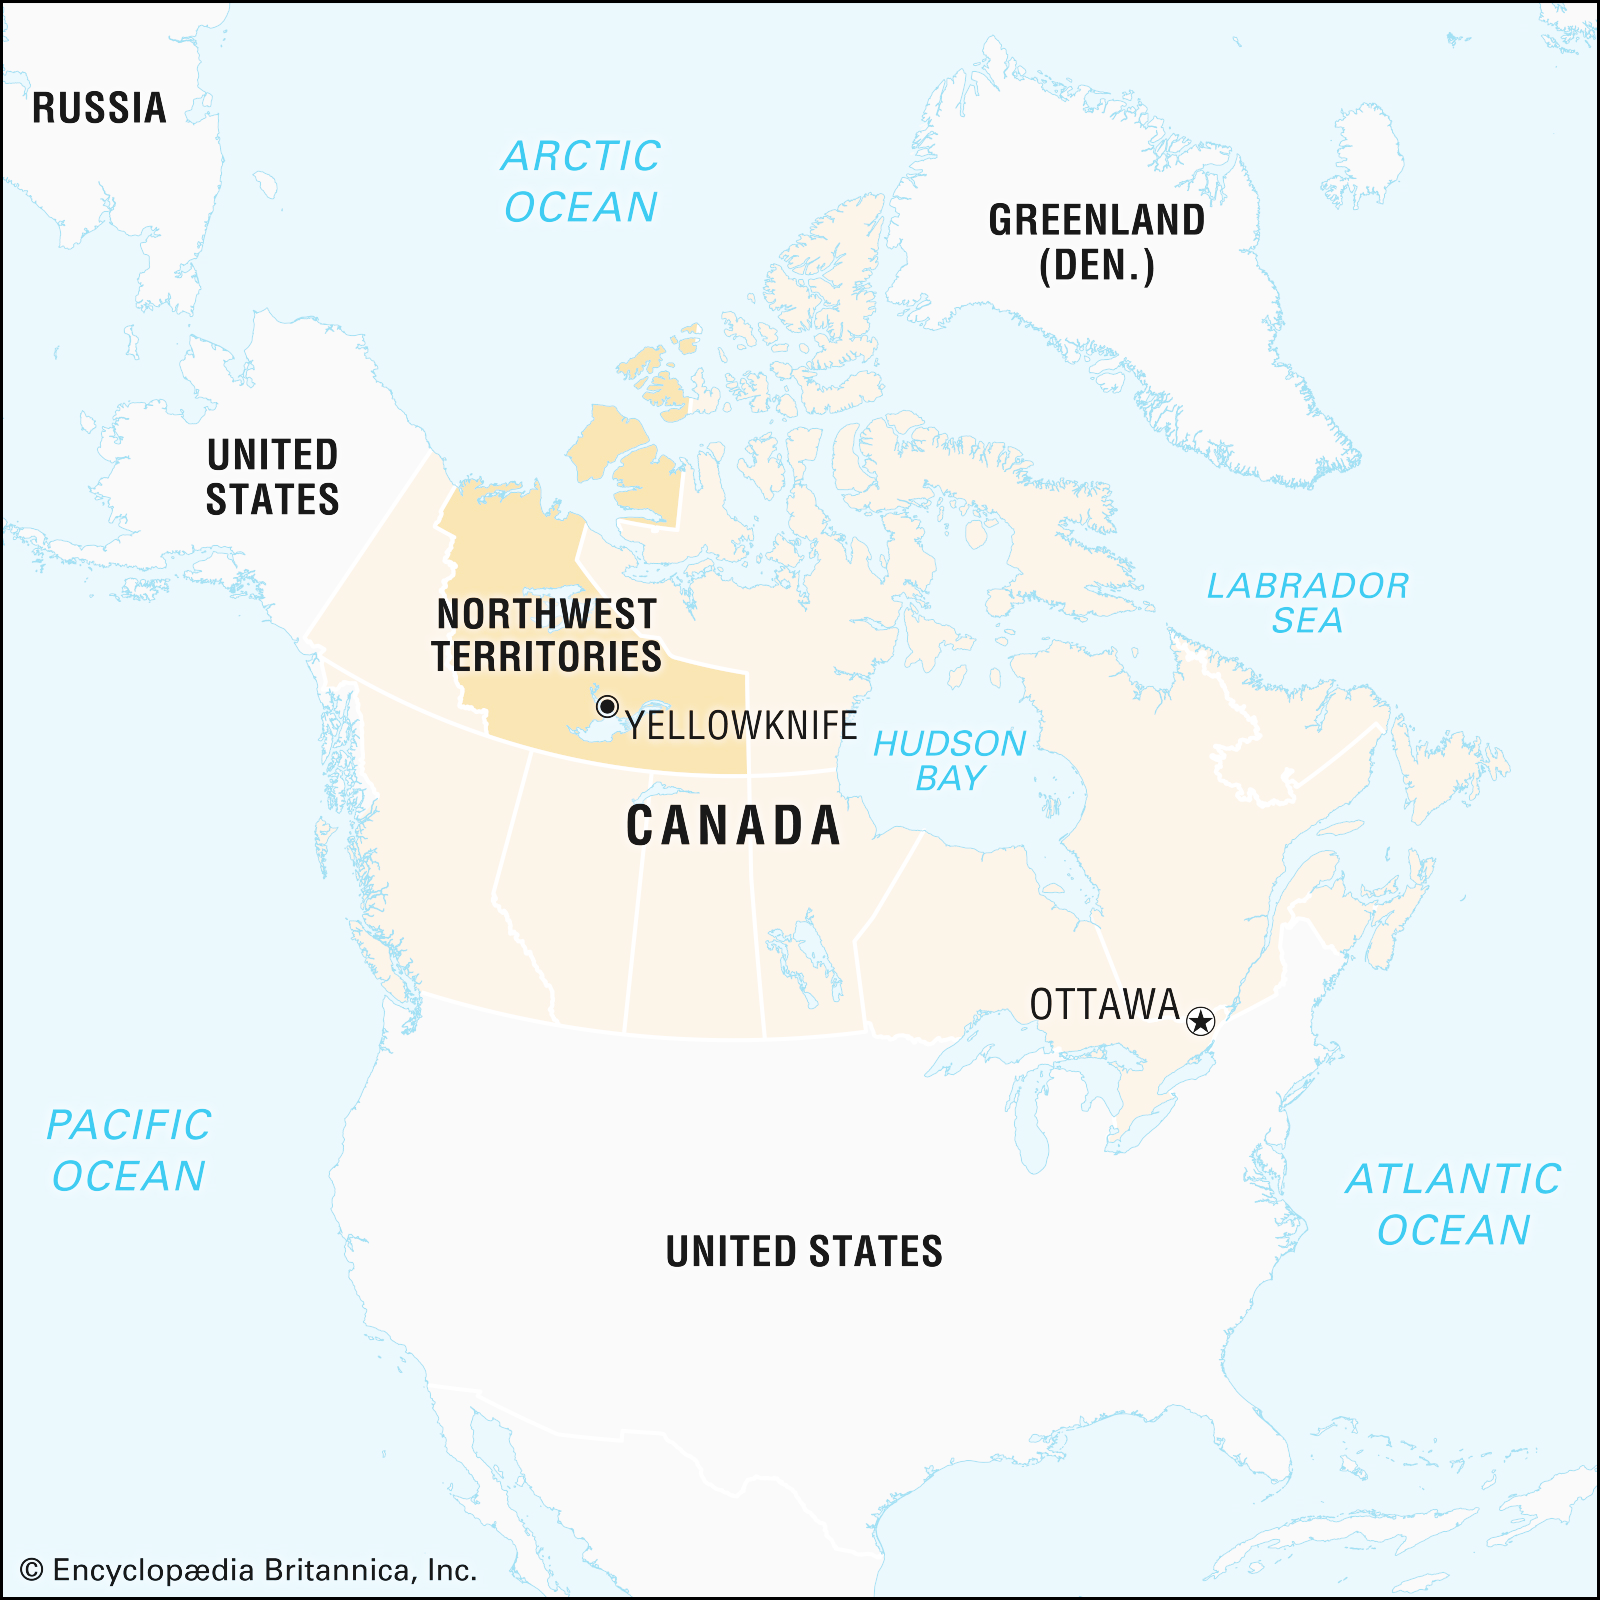 RUSSIA
ARCTIC
OCEAN
GREENLAND
(DEN.)
UNITED
STATES
LABRADOR
SEA
NORTHWEST
TERRITORIES
YELLOWKNIFE
HUDSON
BAY
CANADA
OTTAWA
PACIFIC
OCEAN
ATLANTIC
OCEAN
UNITED STATES
© Encyclopædia Britannica, Inc.